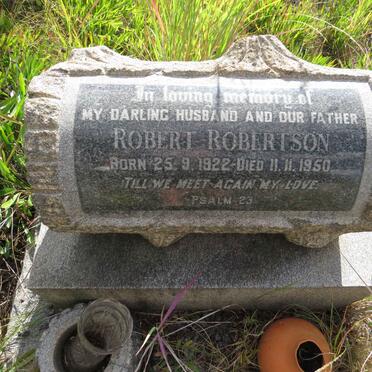 In loving memory of
MY DARLING HUSBAND AND OUR FATHER
ROBERT ROBERTSON
BORN 25.9.1922-DIED 11.11.1950
TILL WE MEET AGAIN MY LOVE
PSALM 23